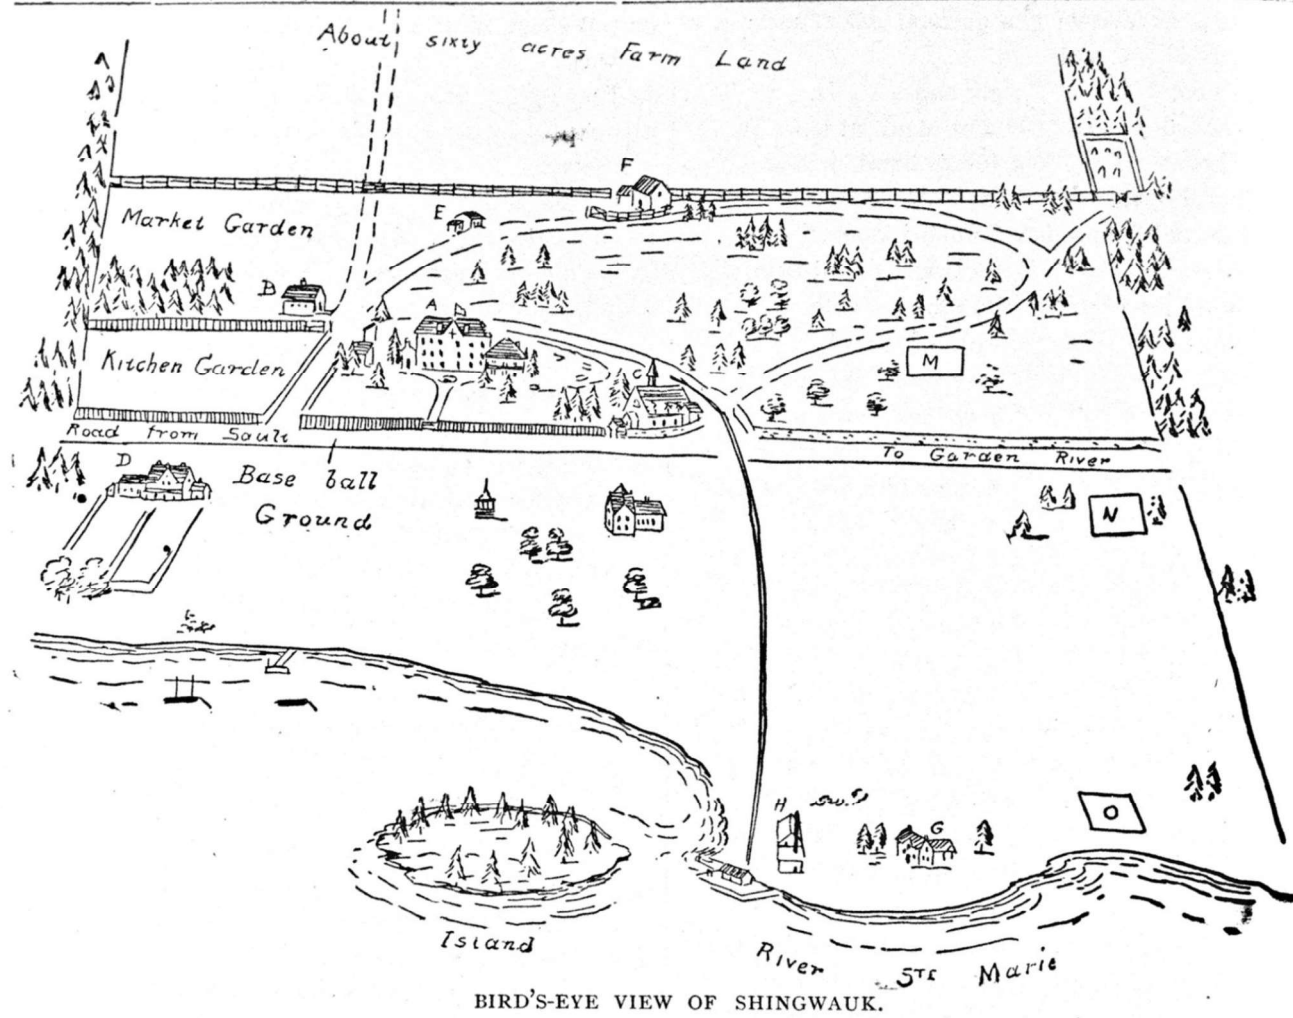 About sixty acres Farm Land
F
E
Market Garden
B
A
Kitchen Garden
C
M
Road from Sault
To Garden River
D
Base ball
Ground
N
H
G
O
Island
River STE Marie
BIRD'S-EYE VIEW OF SHINGWAUK.